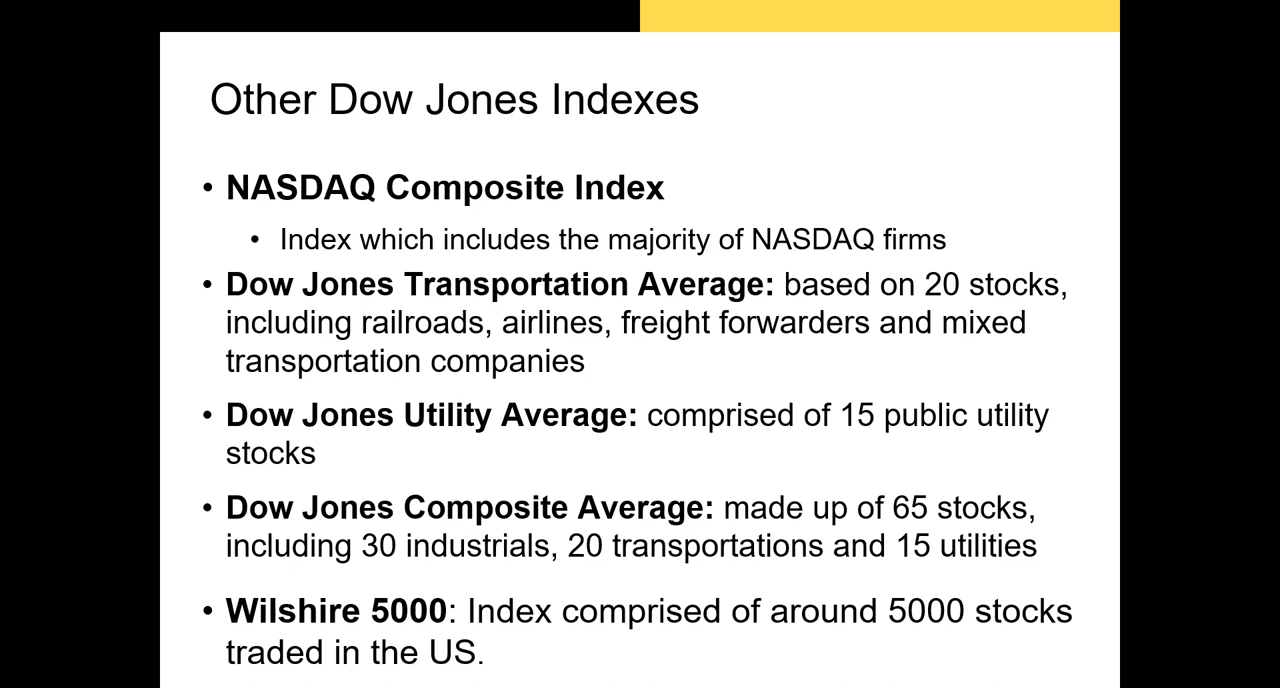 Other Dow Jones Indexes
• NASDAQ Composite Index
• Index which includes the majority of NASDAQ firms
• Dow Jones Transportation Average: based on 20 stocks,
including railroads, airlines, freight forwarders and mixed
transportation companies
• Dow Jones Utility Average: comprised of 15 public utility
stocks
• Dow Jones Composite Average: made up of 65 stocks,
including 30 industrials, 20 transportations and 15 utilities
• Wilshire 5000: Index comprised of around 5000 stocks
traded in the US.